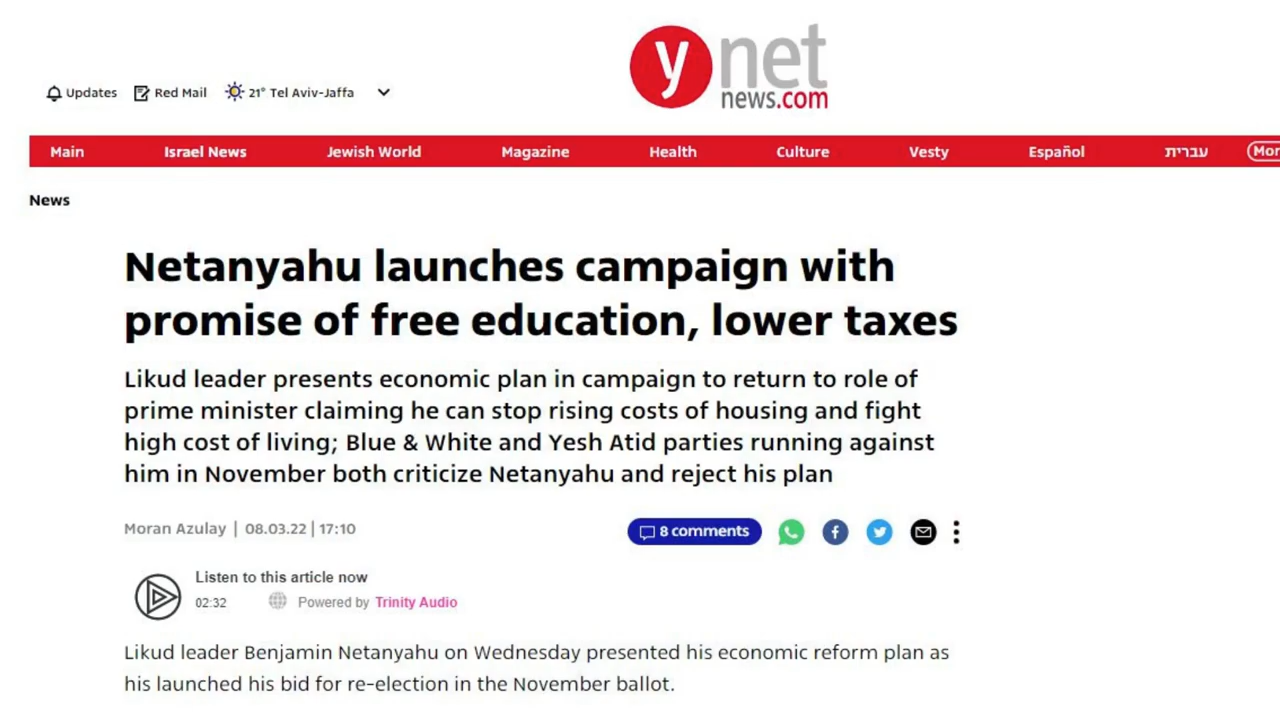 y net
news.com
Updates Red Mail 21° Tel Aviv-Jaffa
Main Israel News Jewish World Magazine Health Culture Vesty Español עברית Mor
News
Netanyahu launches campaign with
promise of free education, lower taxes
Likud leader presents economic plan in campaign to return to role of
prime minister claiming he can stop rising costs of housing and fight
high cost of living; Blue & White and Yesh Atid parties running against
him in November both criticize Netanyahu and reject his plan
Moran Azulay | 08.03.22 | 17:10
8 comments
Listen to this article now
02:32 Powered by Trinity Audio
Likud leader Benjamin Netanyahu on Wednesday presented his economic reform plan as
his launched his bid for re-election in the November ballot.